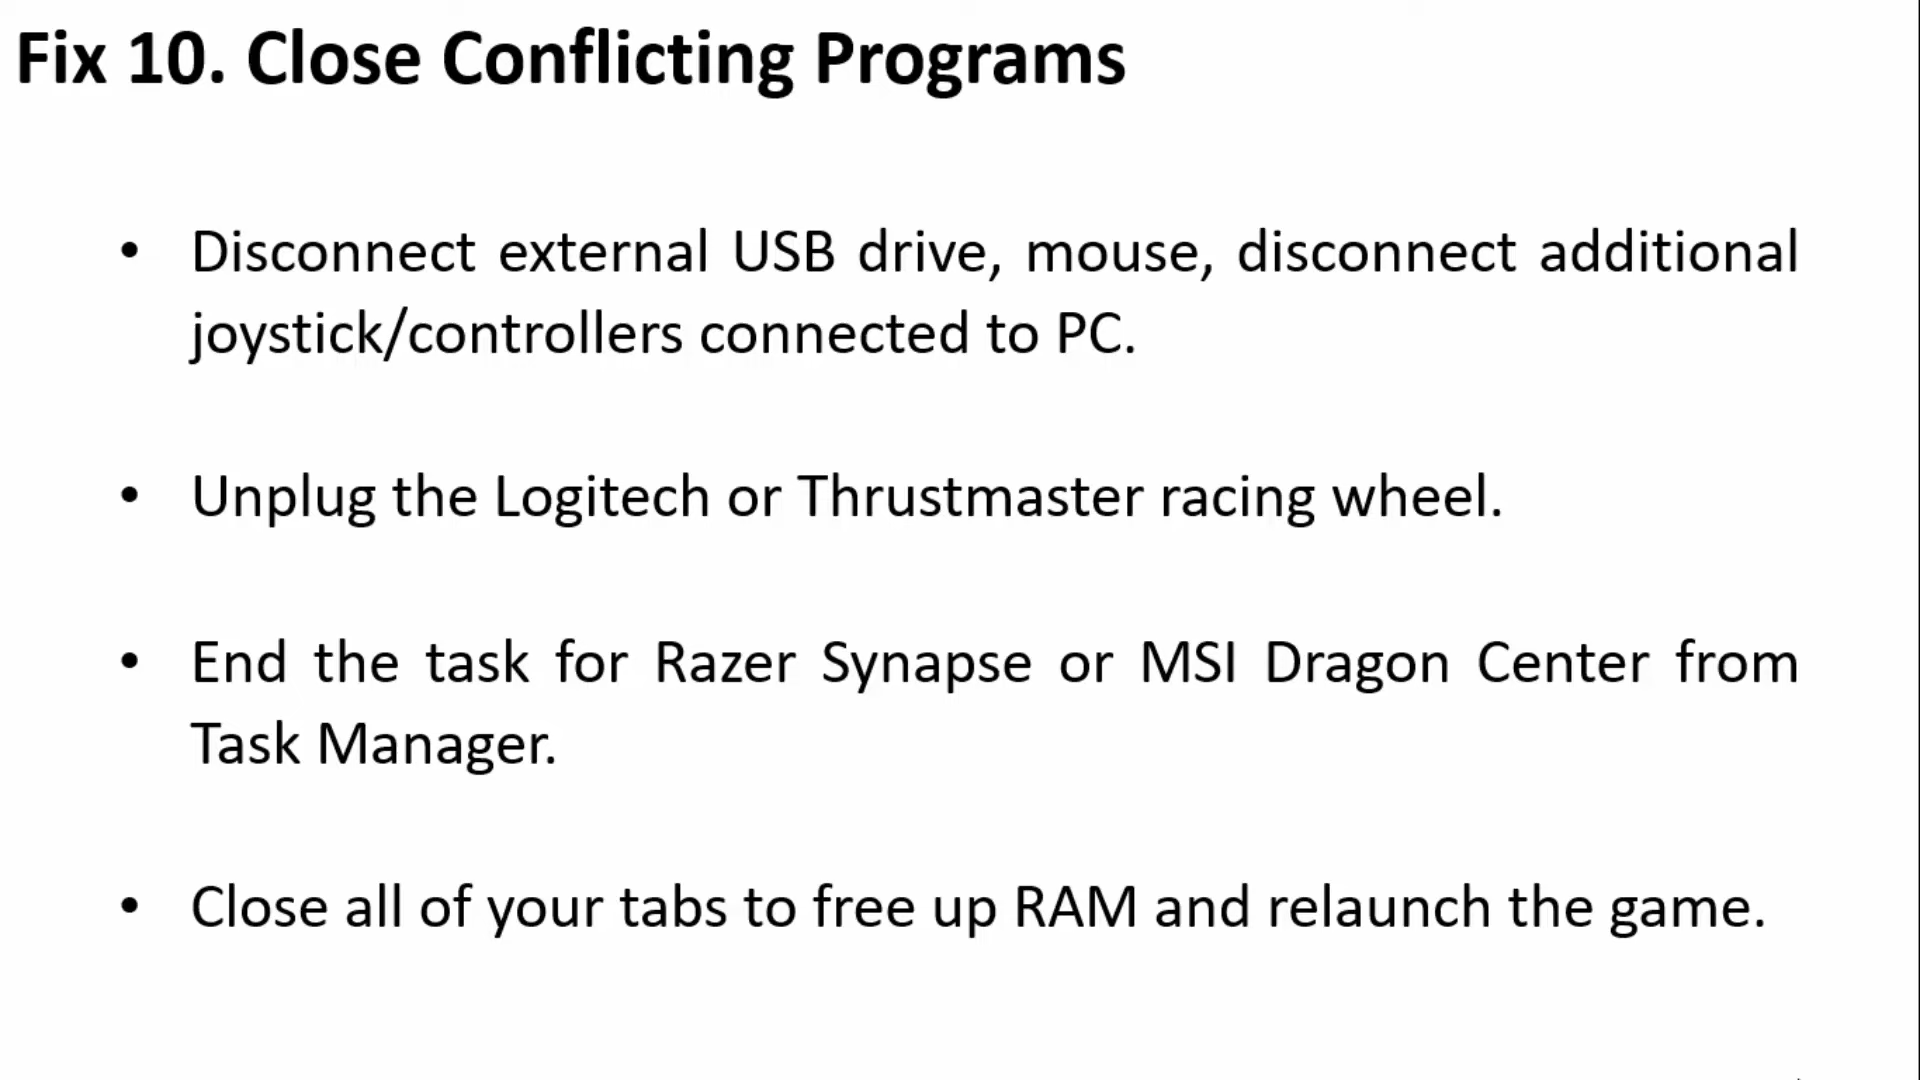 Fix 10. Close Conflicting Programs
• Disconnect external USB drive, mouse, disconnect additional
joystick/controllers connected to PC.
• Unplug the Logitech or Thrustmaster racing wheel.
• End the task for Razer Synapse or MSI Dragon Center from
Task Manager.
• Close all of your tabs to free up RAM and relaunch the game.